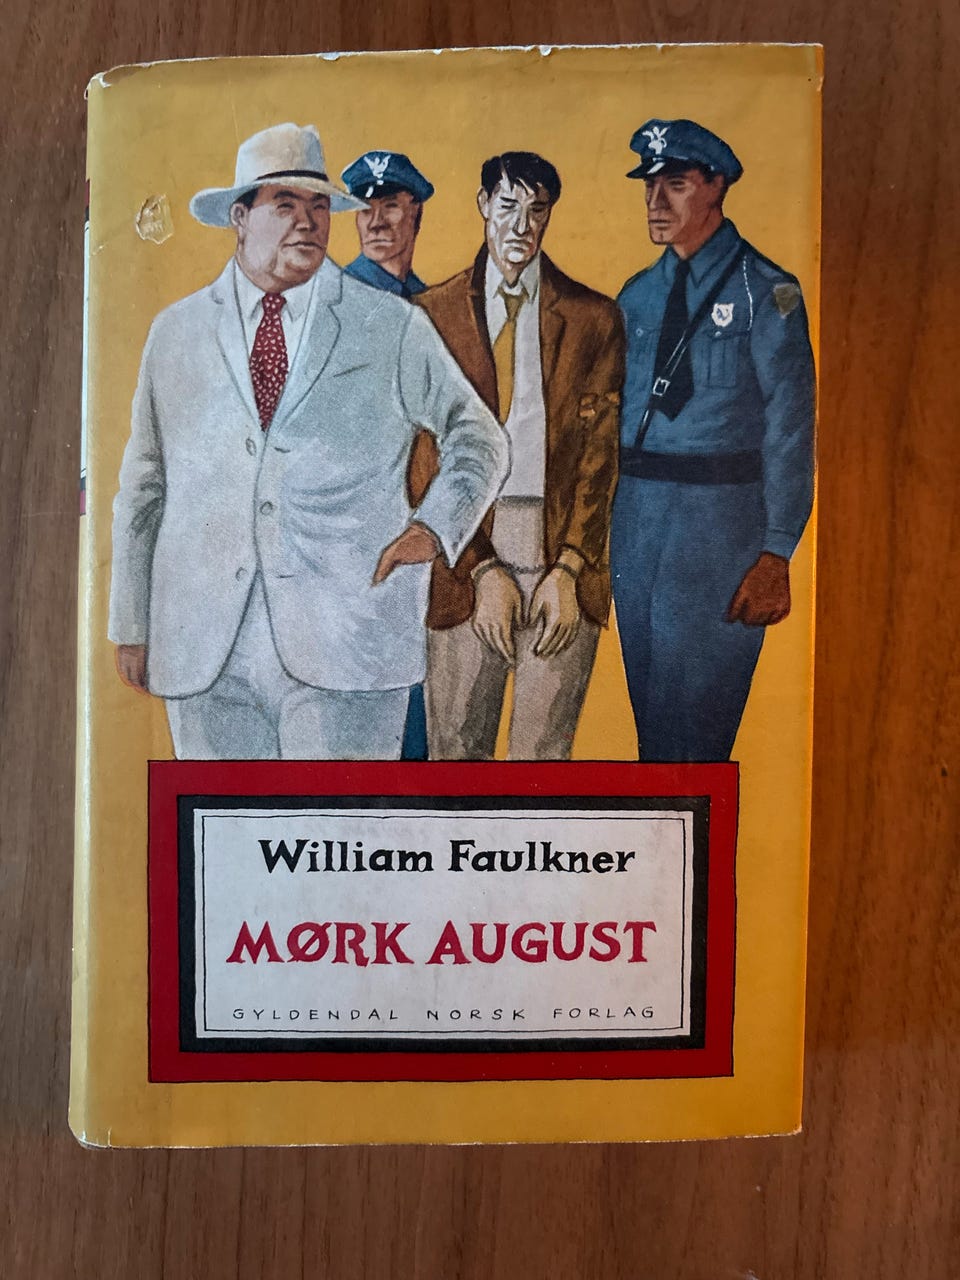 William Faulkner
MØRK AUGUST
GYLDENDAL NORSK FORLAG